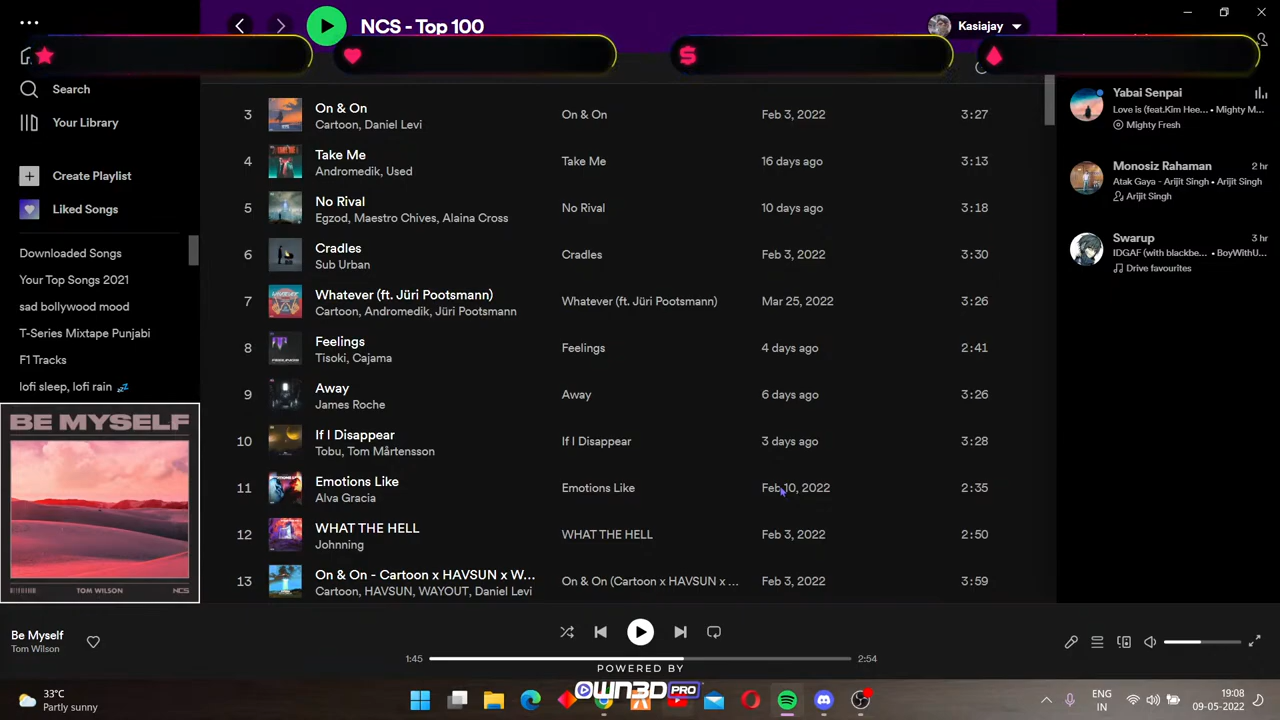 NCS - Top 100
Kasiajay
Search
Your Library
Create Playlist
Liked Songs
Downloaded Songs
Your Top Songs 2021
sad bollywood mood
T-Series Mixtape Punjabi
F1 Tracks
lofi sleep, lofi rain 💤
3 On & On On & On Feb 3, 2022 3:27
Cartoon, Daniel Levi
4 Take Me Take Me 16 days ago 3:13
Andromedik, Used
5 No Rival No Rival 10 days ago 3:18
Egzod, Maestro Chives, Alaina Cross
6 Cradles Cradles Feb 3, 2022 3:30
Sub Urban
7 Whatever (ft. Jüri Pootsmann) Whatever (ft. Jüri Pootsmann) Mar 25, 2022 3:26
Cartoon, Andromedik, Jüri Pootsmann
8 Feelings Feelings 4 days ago 2:41
Tisoki, Cajama
9 Away Away 6 days ago 3:26
James Roche
10 If I Disappear If I Disappear 3 days ago 3:28
Tobu, Tom Mårtensson
11 Emotions Like Emotions Like Feb 10, 2022 2:35
Alva Gracia
12 WHAT THE HELL WHAT THE HELL Feb 3, 2022 2:50
Johnning
13 On & On - Cartoon x HAVSUN x W... On & On (Cartoon x HAVSUN x ... Feb 3, 2022 3:59
Cartoon, HAVSUN, WAYOUT, Daniel Levi
Yabai Senpai
Love is (feat.Kim Hee... • Mighty M...
Mighty Fresh
Monosiz Rahaman 2 hr
Atak Gaya - Arijit Singh • Arijit Singh
Arijit Singh
Swarup 3 hr
IDGAF (with blackbe... • BoyWithU...
Drive favourites
BE MYSELF
TOM WILSON NCS
Be Myself
Tom Wilson
1:45 2:54
POWERED BY
OWN3D PRO
33°C
Partly sunny
ENG
IN
19:08
09-05-2022